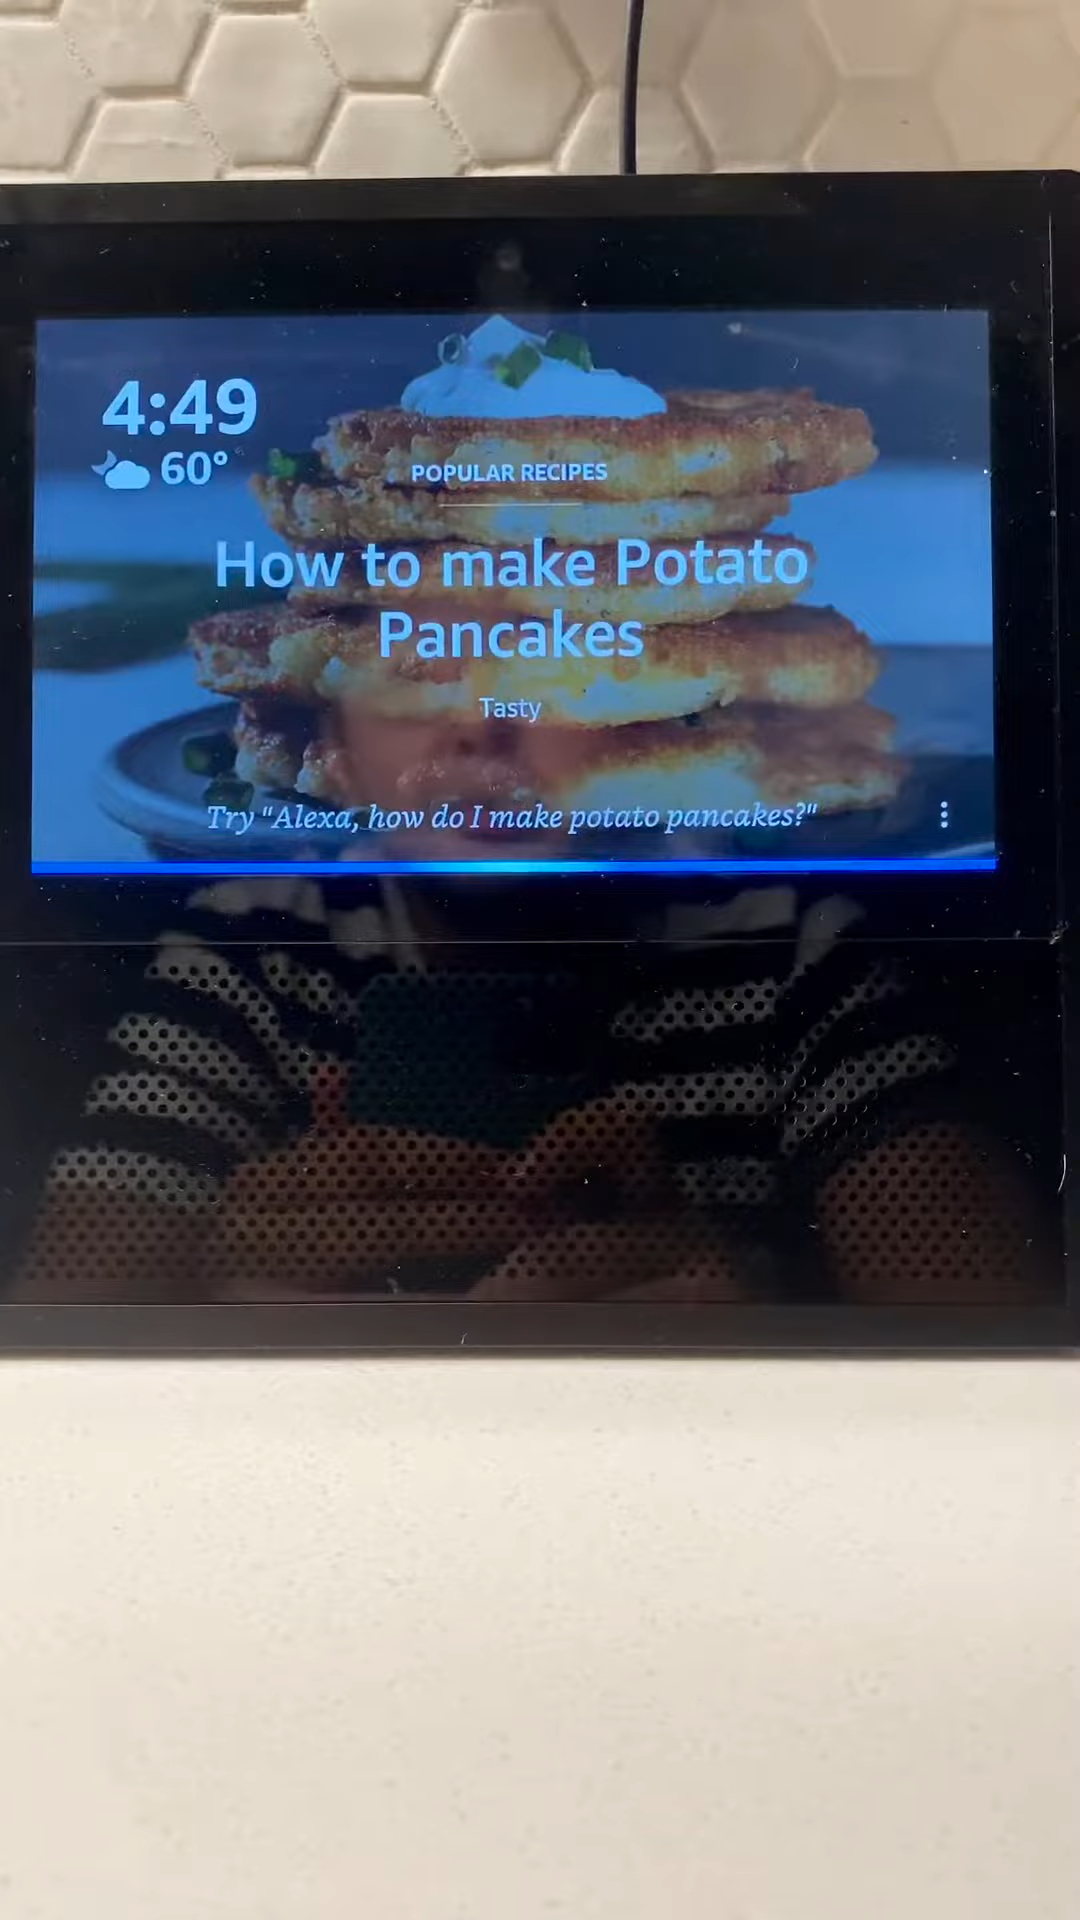 4:49
60°
POPULAR RECIPES
How to make Potato
Pancakes
Tasty
Try "Alexa, how do I make potato pancakes?"